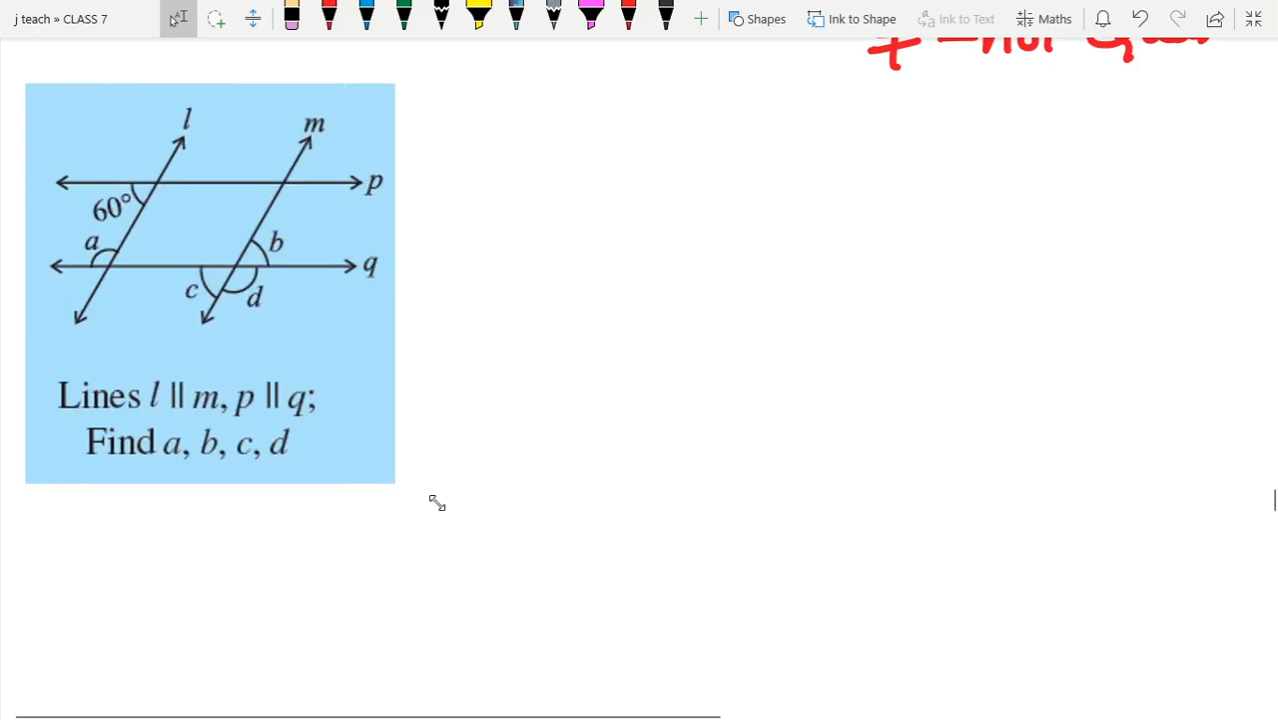 j teach » CLASS 7
Shapes
Ink to Shape
Ink to Text
Maths
l
m
p
60°
a
b
q
c
d
Lines l || m, p || q;
Find a, b, c, d